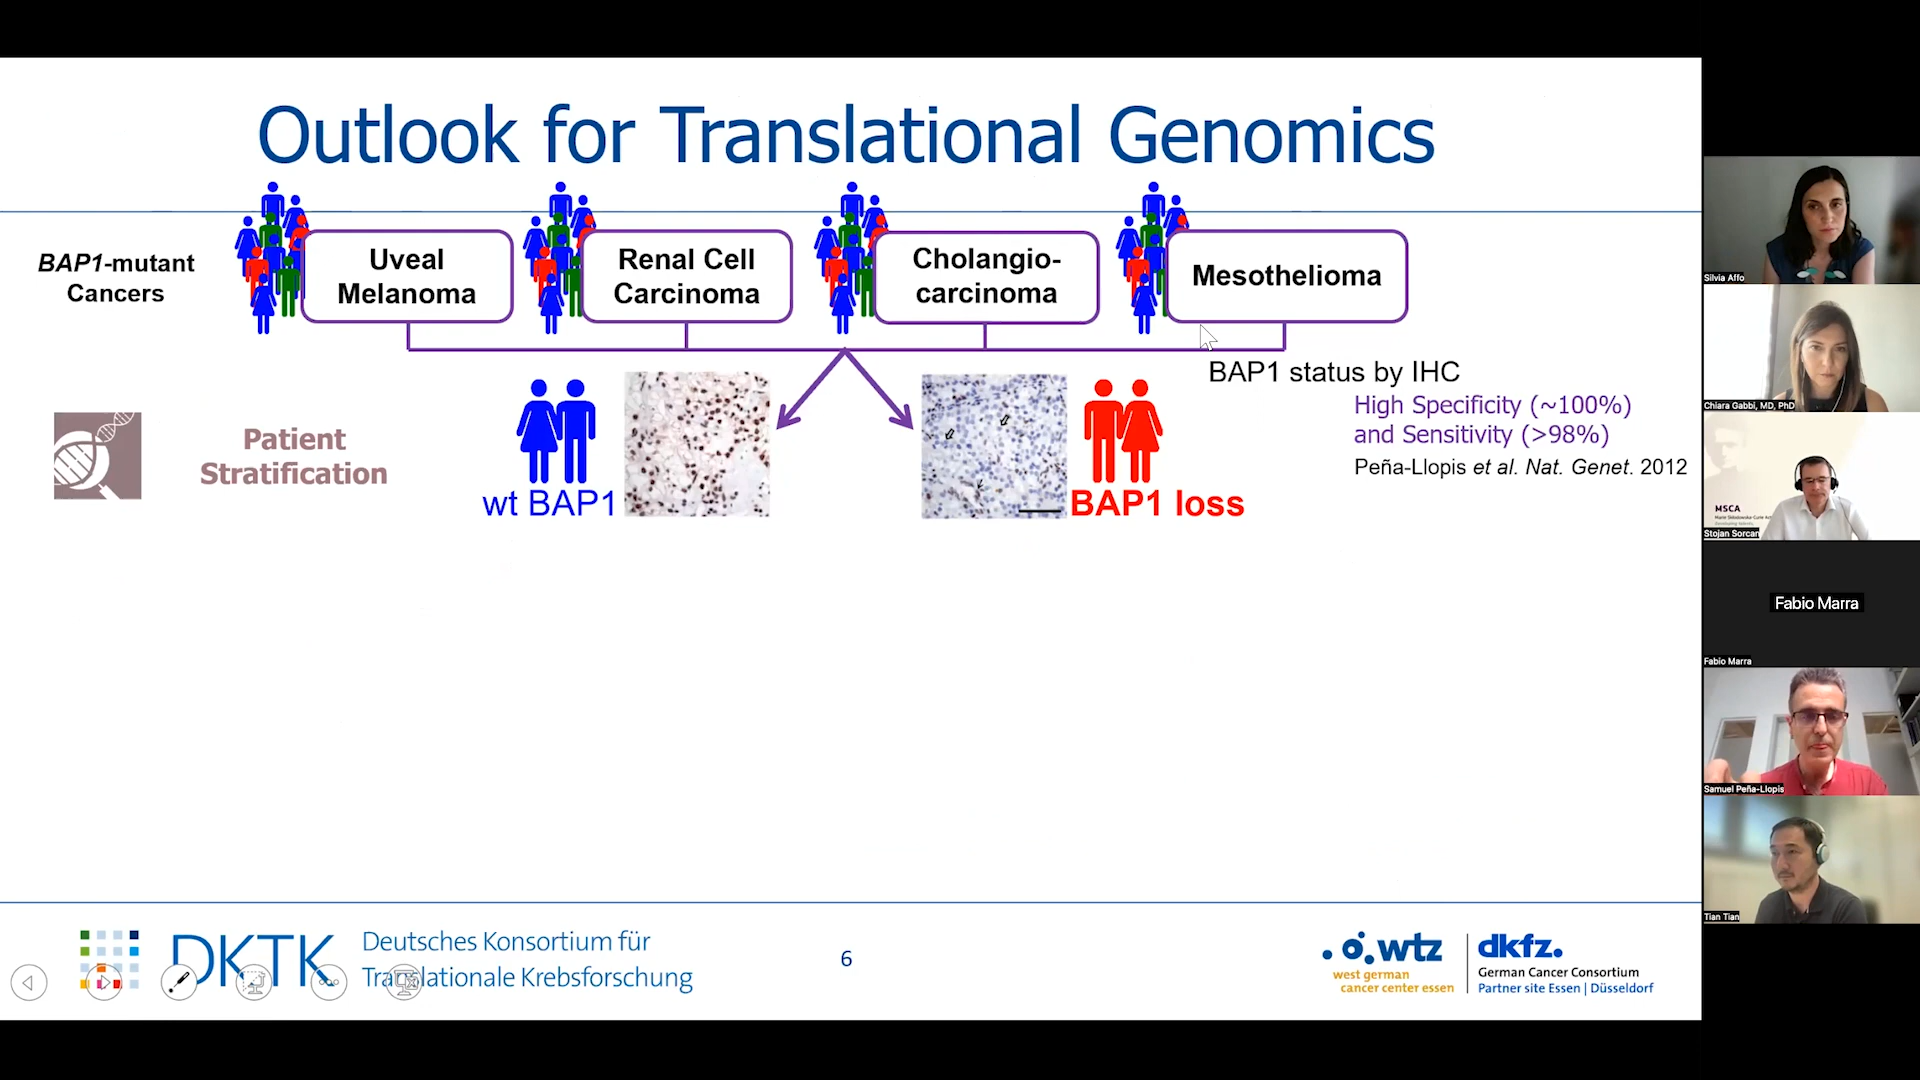 Outlook for Translational Genomics
BAP1-mutant
Cancers
Uveal
Melanoma
Renal Cell
Carcinoma
Cholangio-
carcinoma
Mesothelioma
BAP1 status by IHC
High Specificity (~100%)
and Sensitivity (>98%)
Peña-Llopis et al. Nat. Genet. 2012
Patient
Stratification
wt BAP1
BAP1 loss
DKTK
Deutsches Konsortium für
Translationale Krebsforschung
6
wtz
west german
cancer center essen
dkfz.
German Cancer Consortium
Partner site Essen | Düsseldorf
Silvia Affo
Chiara Gabbi, MD, PhD
MSCA
Stojan Sorcan
Fabio Marra
Fabio Marra
Samuel Peña-Llopis
Tian Tian